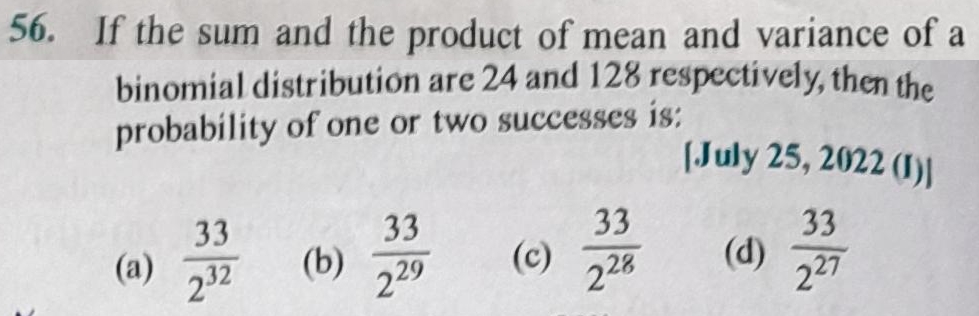 56. If the sum and the product of mean and variance of a
binomial distribution are 24 and 128 respectively, then the
probability of one or two successes is:
[July 25, 2022 (I)]
(a) 33/2^32 (b) 33/2^29 (c) 33/2^28 (d) 33/2^27